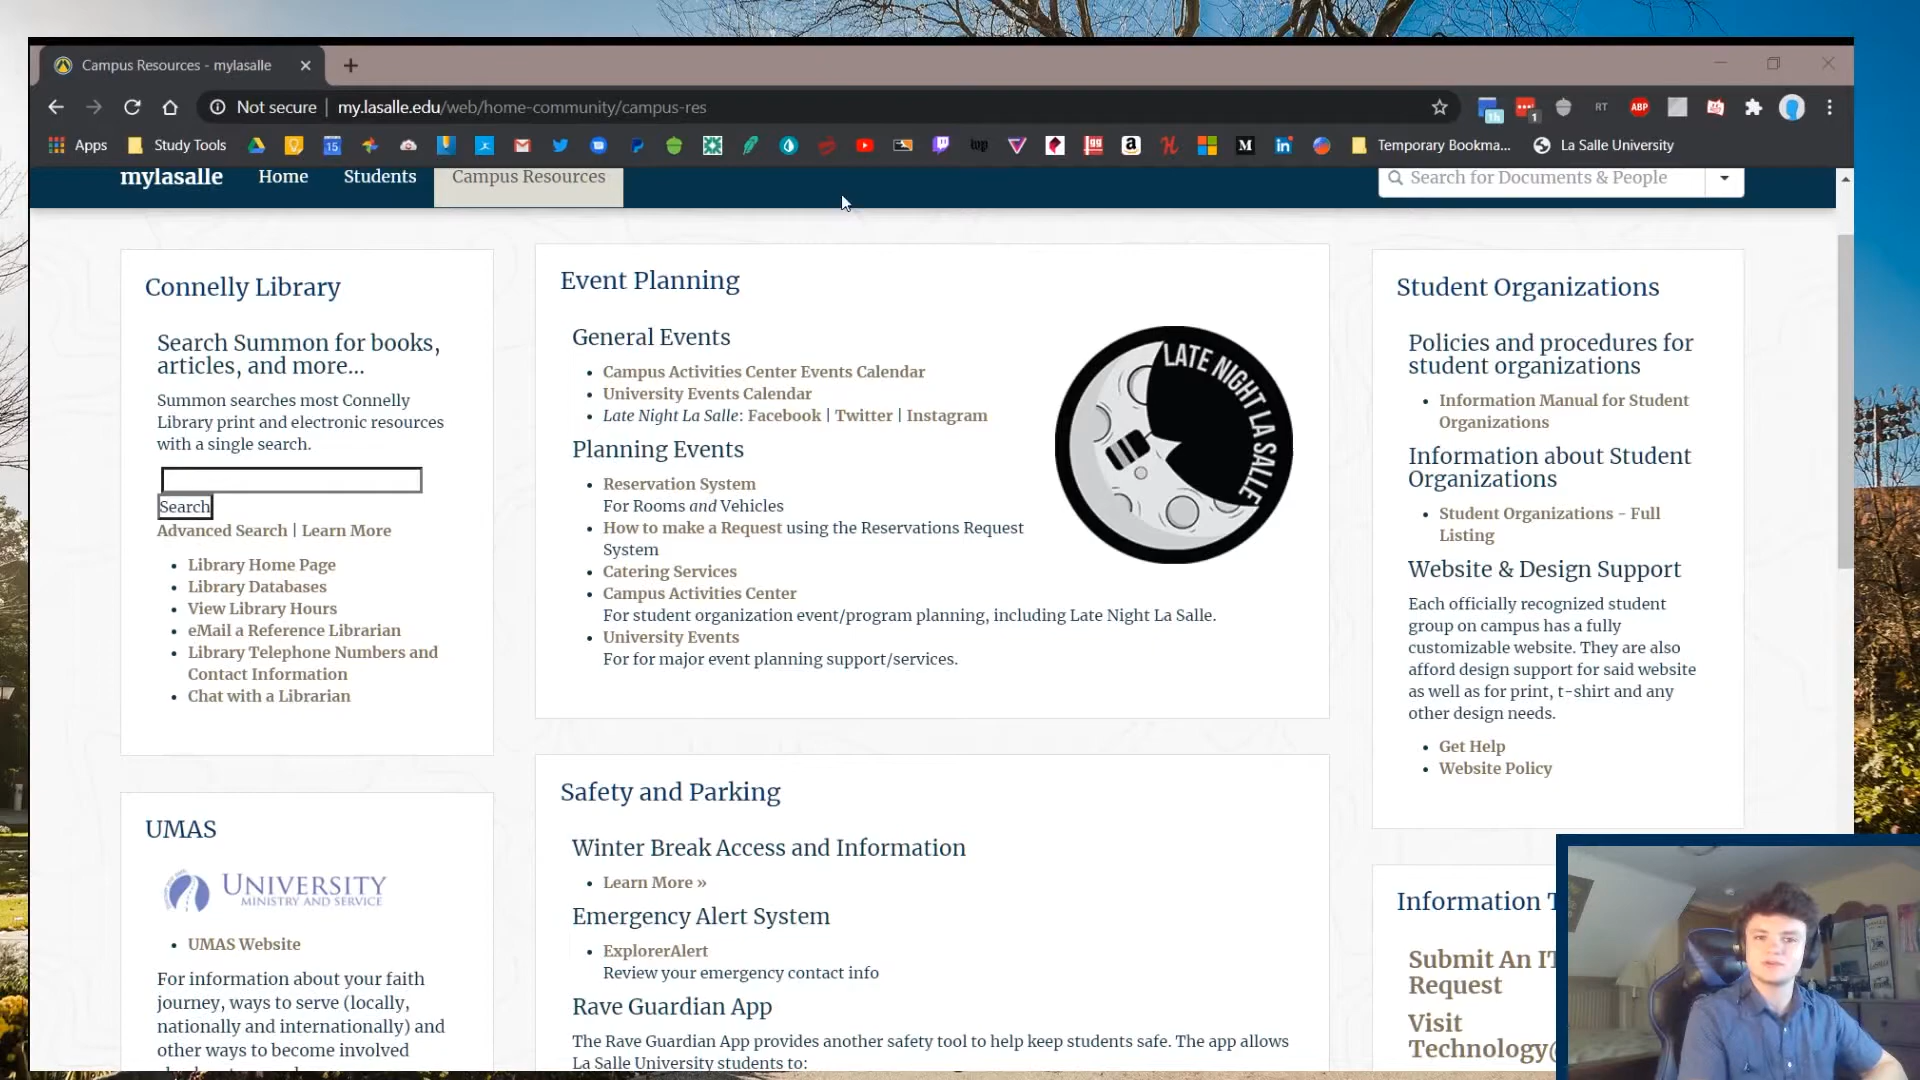 Campus Resources - mylasalle
Not secure | my.lasalle.edu/web/home-community/campus-res
RT
ABP
1
Apps
Study Tools
15
Temporary Bookma...
La Salle University
mylasalle
Home
Students
Campus Resources
Search for Documents & People
Connelly Library
Search Summon for books,
articles, and more...
Summon searches most Connelly
Library print and electronic resources
with a single search.
Search
Advanced Search | Learn More
Library Home Page
Library Databases
View Library Hours
eMail a Reference Librarian
Library Telephone Numbers and
Contact Information
Chat with a Librarian
UMAS
UNIVERSITY
MINISTRY AND SERVICE
UMAS Website
For information about your faith
journey, ways to serve (locally,
nationally and internationally) and
other ways to become involved
Event Planning
General Events
Campus Activities Center Events Calendar
University Events Calendar
Late Night La Salle: Facebook | Twitter | Instagram
Planning Events
Reservation System
For Rooms and Vehicles
How to make a Request using the Reservations Request
System
Catering Services
Campus Activities Center
For student organization event/program planning, including Late Night La Salle.
University Events
For for major event planning support/services.
LATE NIGHT LA SALLE
Safety and Parking
Winter Break Access and Information
Learn More »
Emergency Alert System
ExplorerAlert
Review your emergency contact info
Rave Guardian App
The Rave Guardian App provides another safety tool to help keep students safe. The app allows
La Salle University students to:
Student Organizations
Policies and procedures for
student organizations
Information Manual for Student
Organizations
Information about Student
Organizations
Student Organizations - Full
Listing
Website & Design Support
Each officially recognized student
group on campus has a fully
customizable website. They are also
afford design support for said website
as well as for print, t-shirt and any
other design needs.
Get Help
Website Policy
Information
Submit An IT
Request
Visit
Technology@